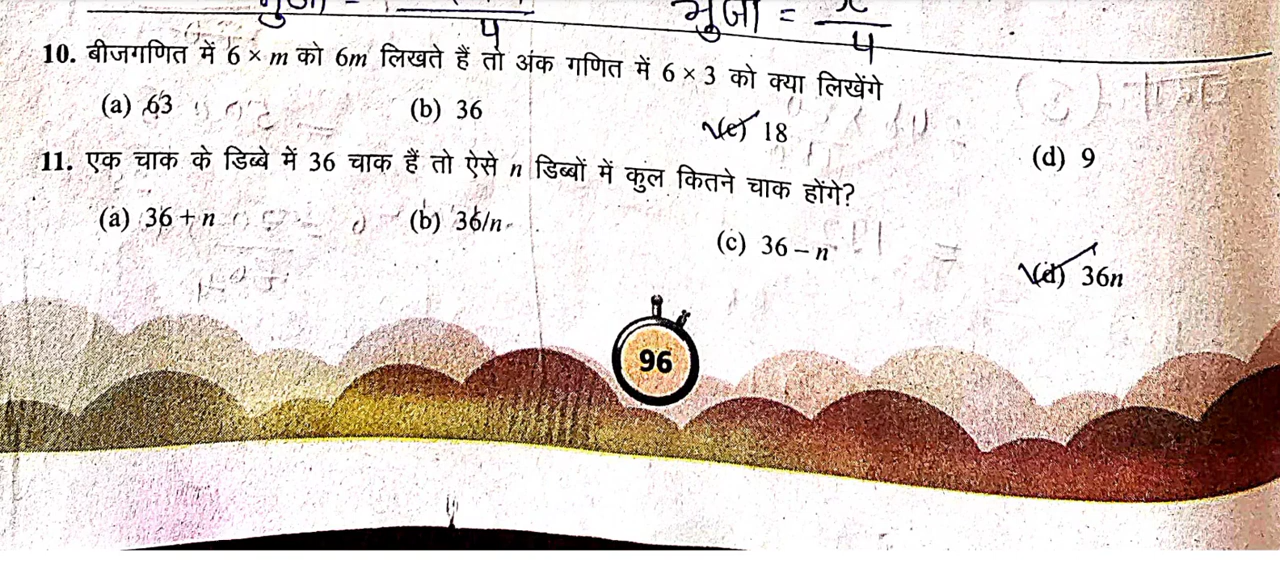 भुजा = x/4
10. बीजगणित में 6 × m को 6m लिखते हैं तो अंक गणित में 6 × 3 को क्या लिखेंगे
(a) 63 (b) 36 (c) 18 (d) 9
11. एक चाक के डिब्बे में 36 चाक हैं तो ऐसे n डिब्बों में कुल कितने चाक होंगे?
(a) 36 + n (b) 36/n (c) 36 – n (d) 36n
96